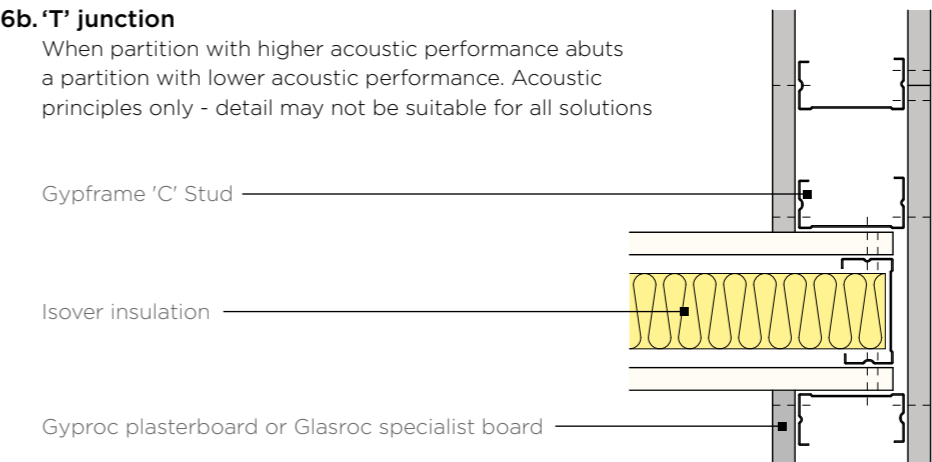 6b. ‘T’ junction
When partition with higher acoustic performance abuts
a partition with lower acoustic performance. Acoustic
principles only - detail may not be suitable for all solutions
Gypframe 'C' Stud
Isover insulation
Gyproc plasterboard or Glasroc specialist board